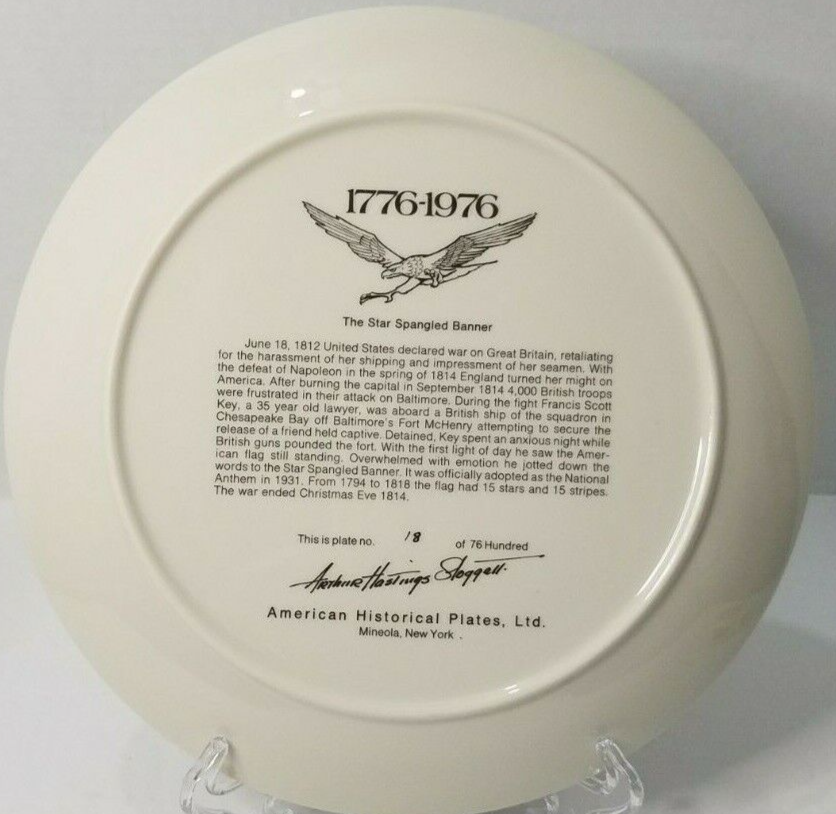 1776-1976
The Star Spangled Banner
June 18, 1812 United States declared war on Great Britain, retaliating
for the harassment of her shipping and impressment of her seamen. With
the defeat of Napoleon in the spring of 1814 England turned her might on
America. After burning the capital in September 1814 4,000 British troops
were frustrated in their attack on Baltimore. During the fight Francis Scott
Key, a 35 year old lawyer, was aboard a British ship of the squadron in
Chesapeake Bay off Baltimore's Fort McHenry attempting to secure the
release of a friend held captive. Detained, Key spent an anxious night while
British guns pounded the fort. With the first light of day he saw the Amer-
ican flag still standing. Overwhelmed with emotion he jotted down the
words to the Star Spangled Banner. It was officially adopted as the National
Anthem in 1931. From 1794 to 1818 the flag had 15 stars and 15 stripes.
The war ended Christmas Eve 1814.
This is plate no. 18 of 76 Hundred
Arthur Hastings Sloggatt.
American Historical Plates, Ltd.
Mineola, New York .